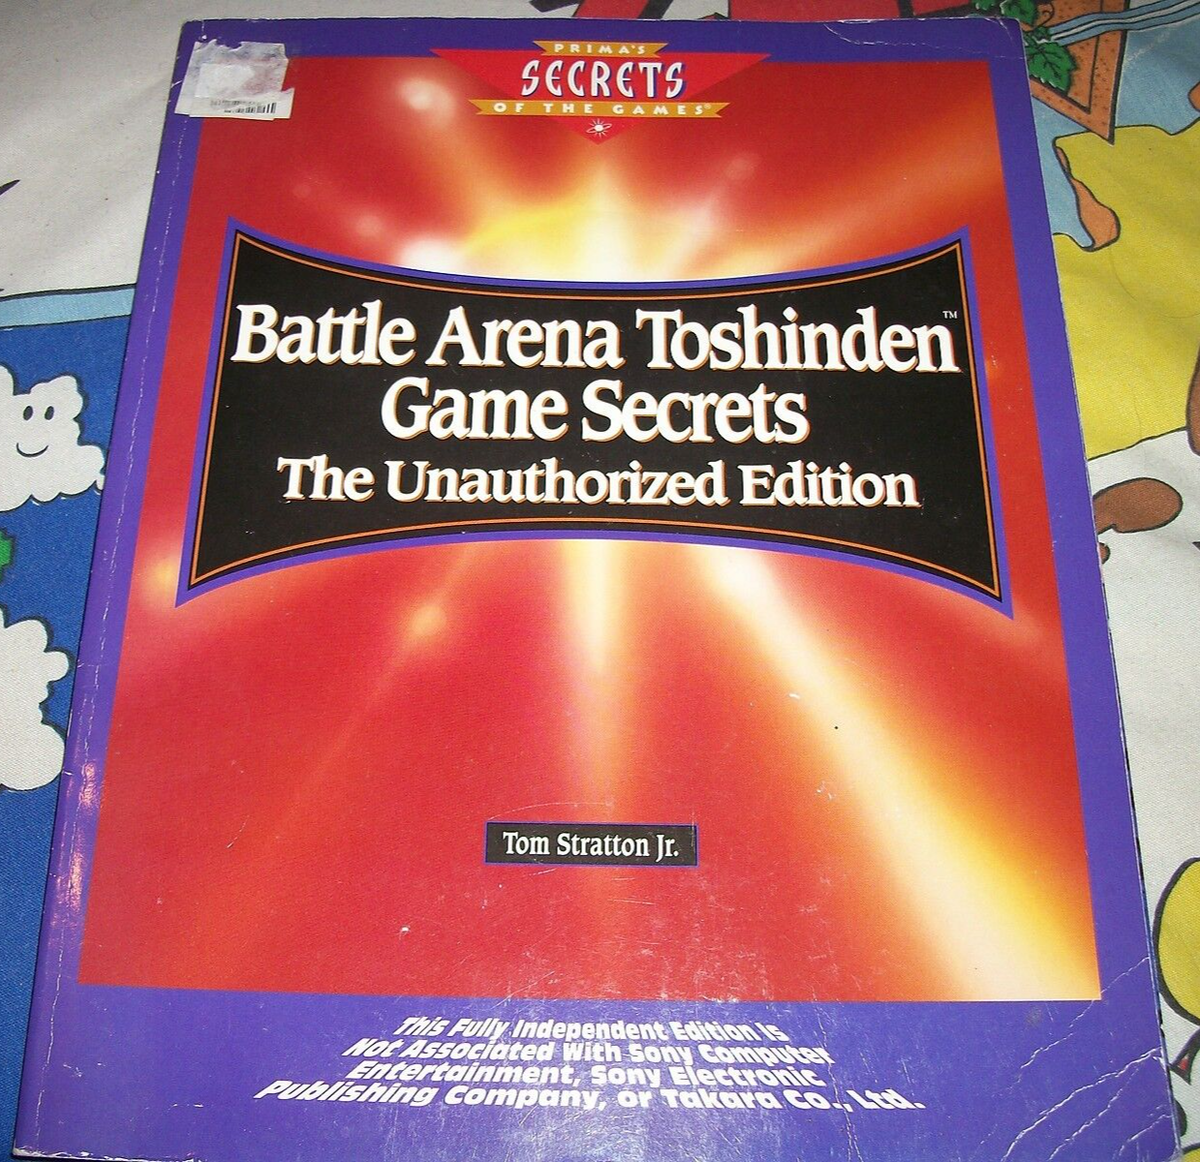 PRIMA'S
SECRETS
OF THE GAMES®
Battle Arena Toshinden™
Game Secrets
The Unauthorized Edition
Tom Stratton Jr.
This Fully Independent Edition Is
Not Associated With Sony Computer
Entertainment, Sony Electronic
Publishing Company, or Takara Co., Ltd.